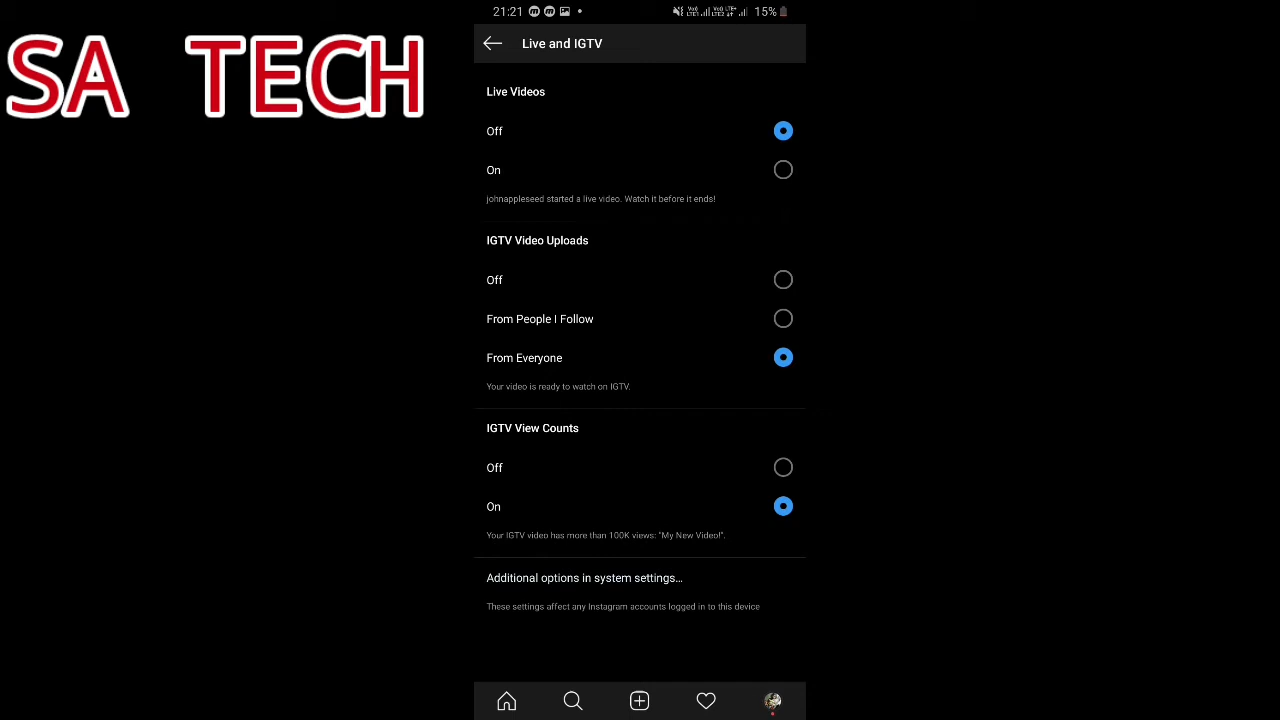 SA TECH
21:21 15%
Live and IGTV
Live Videos
Off
On
johnappleseed started a live video. Watch it before it ends!
IGTV Video Uploads
Off
From People I Follow
From Everyone
Your video is ready to watch on IGTV.
IGTV View Counts
Off
On
Your IGTV video has more than 100K views: "My New Video!".
Additional options in system settings...
These settings affect any Instagram accounts logged in to this device